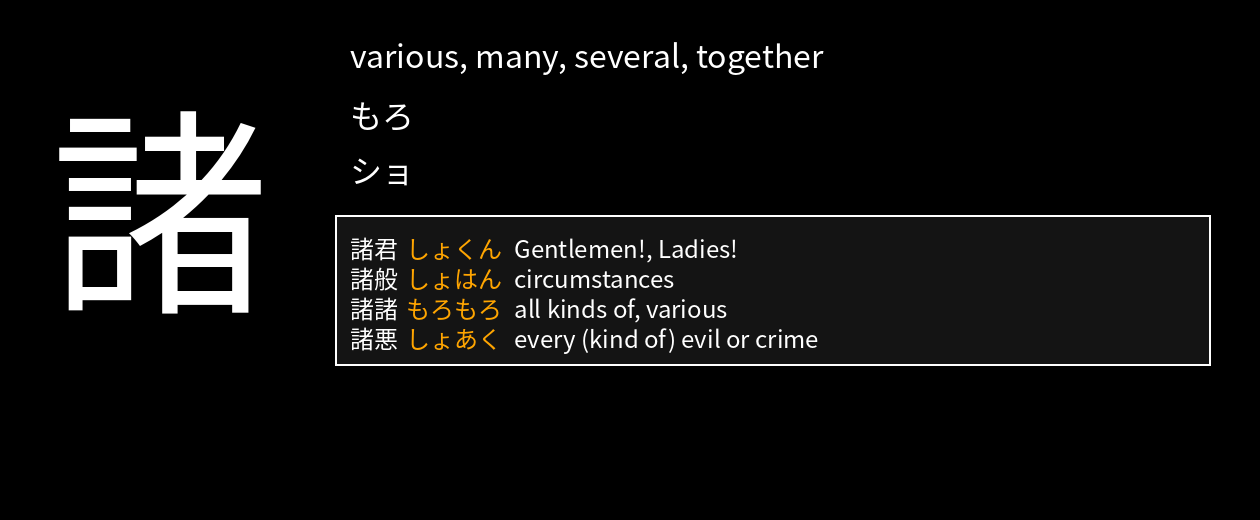 諸
various, many, several, together
もろ
ショ
諸君 しょくん Gentlemen!, Ladies!
諸般 しょはん circumstances
諸諸 もろもろ all kinds of, various
諸悪 しょあく every (kind of) evil or crime